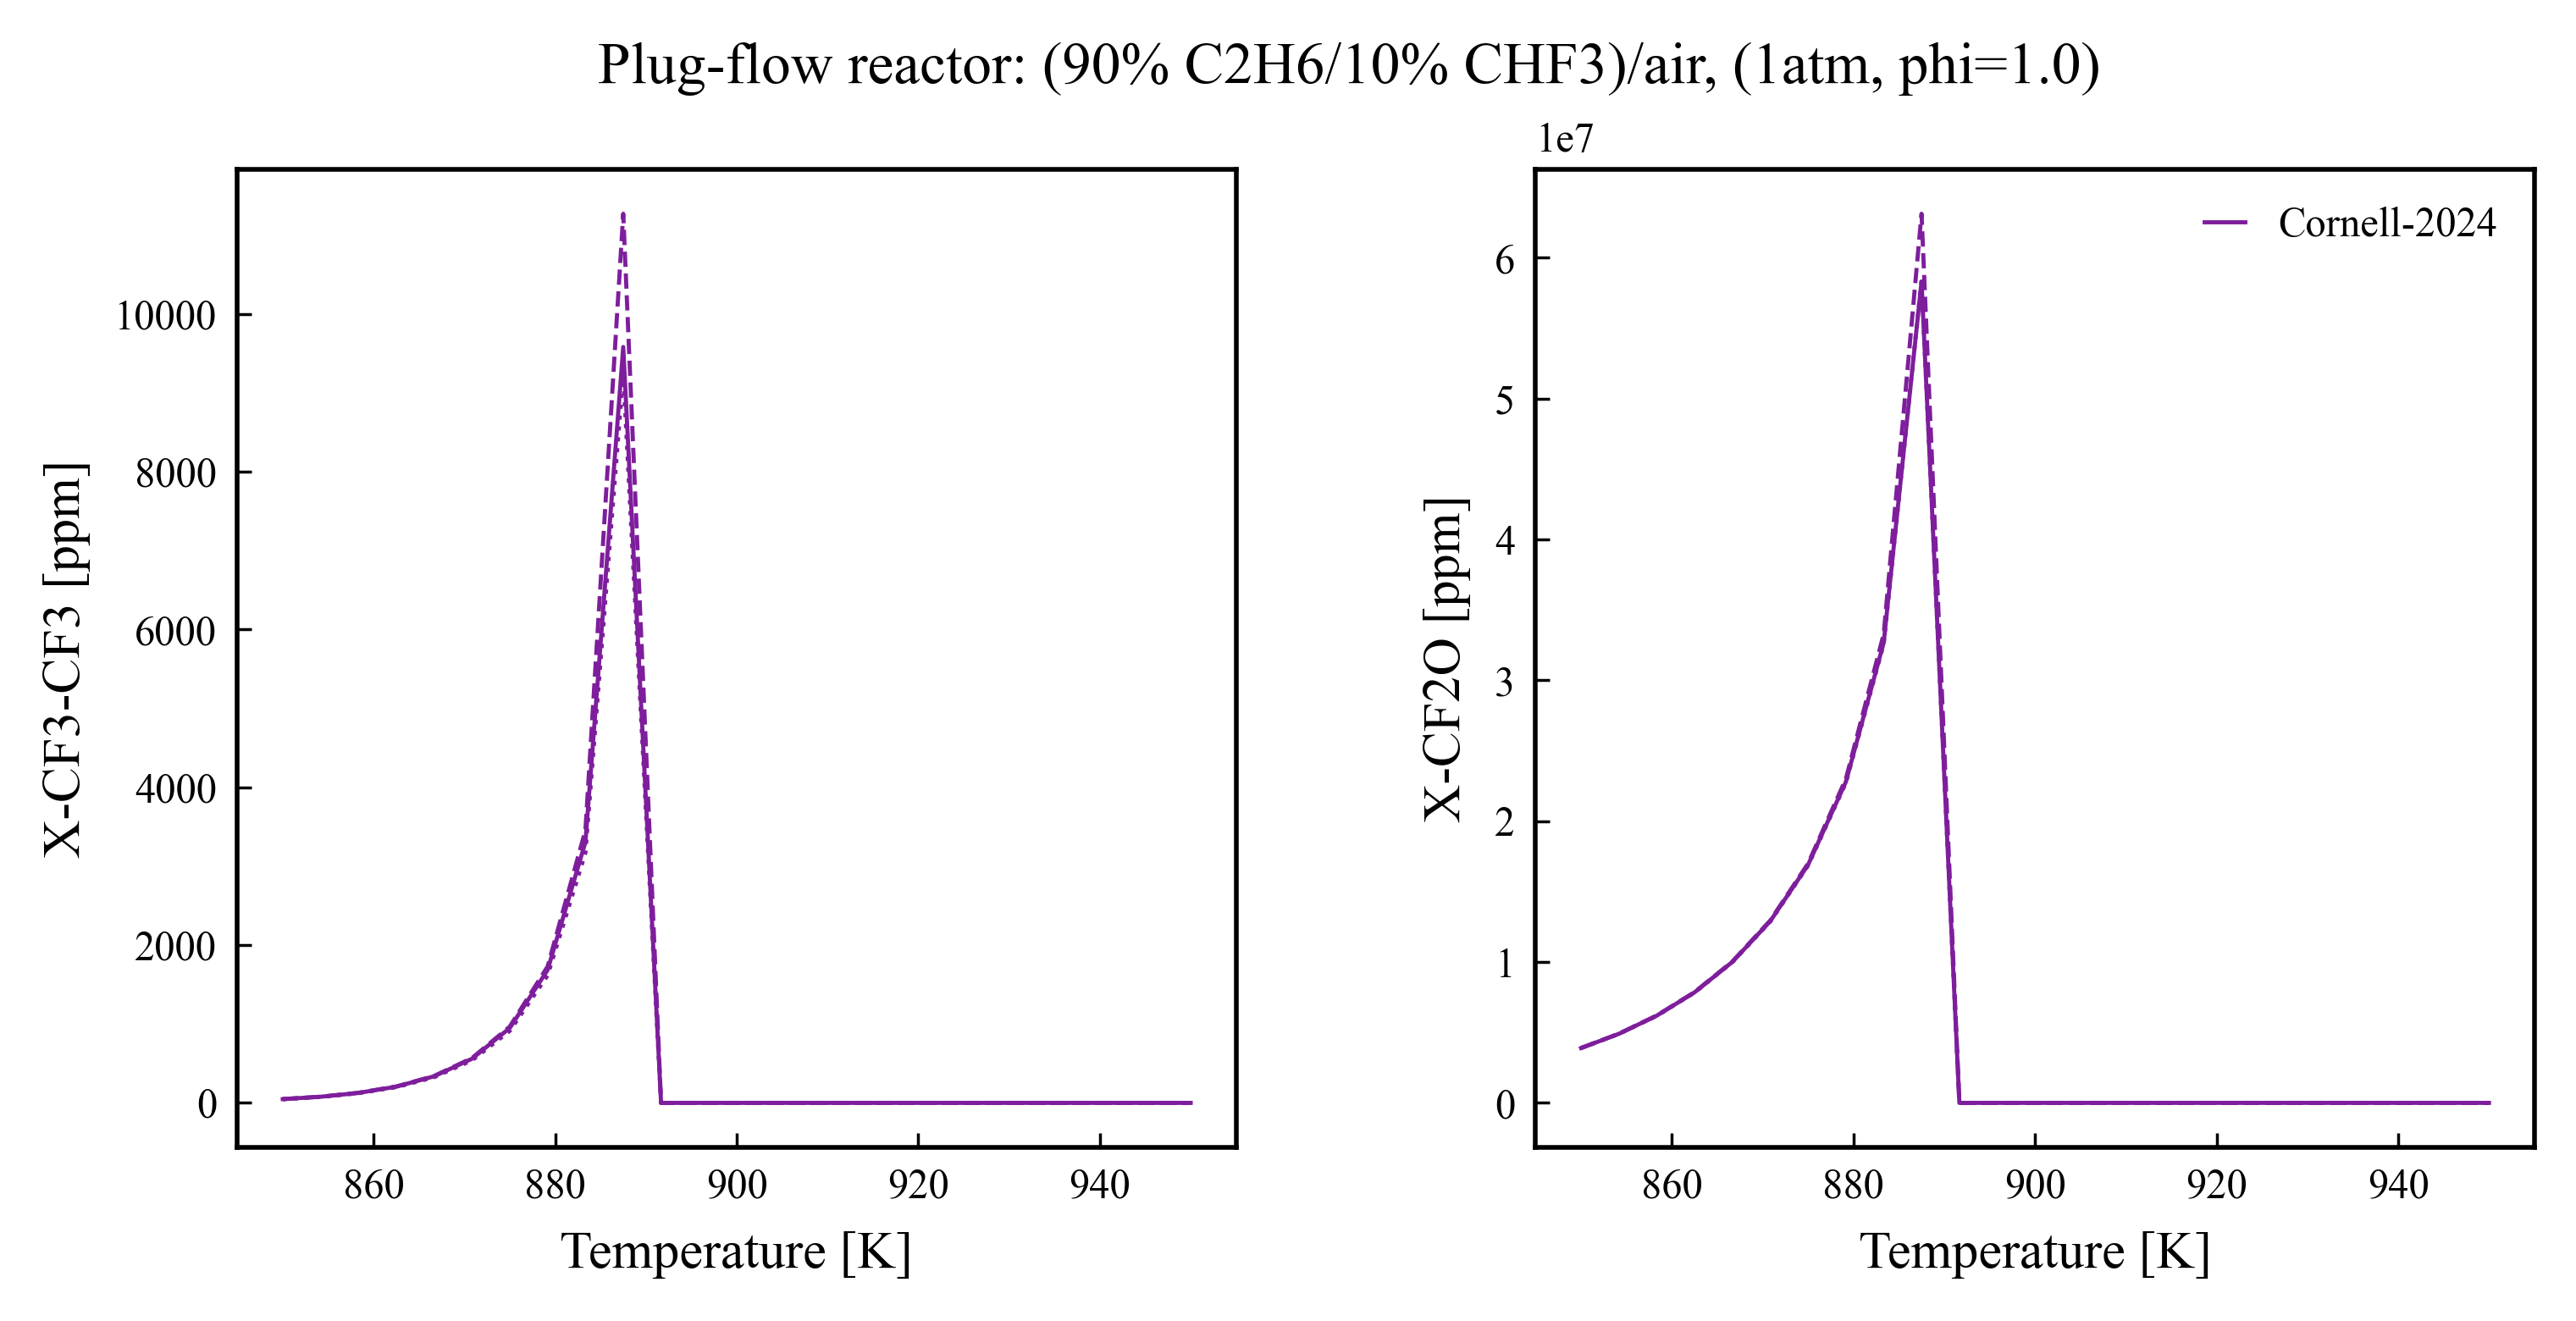 Plug-flow reactor: (90% C2H6/10% CHF3)/air, (1atm, phi=1.0)
X-CF3-CF3 [ppm]
10000
8000
6000
4000
2000
0
860 880 900 920 940
Temperature [K]
1e7
Cornell-2024
X-CF2O [ppm]
6
5
4
3
2
1
0
860 880 900 920 940
Temperature [K]